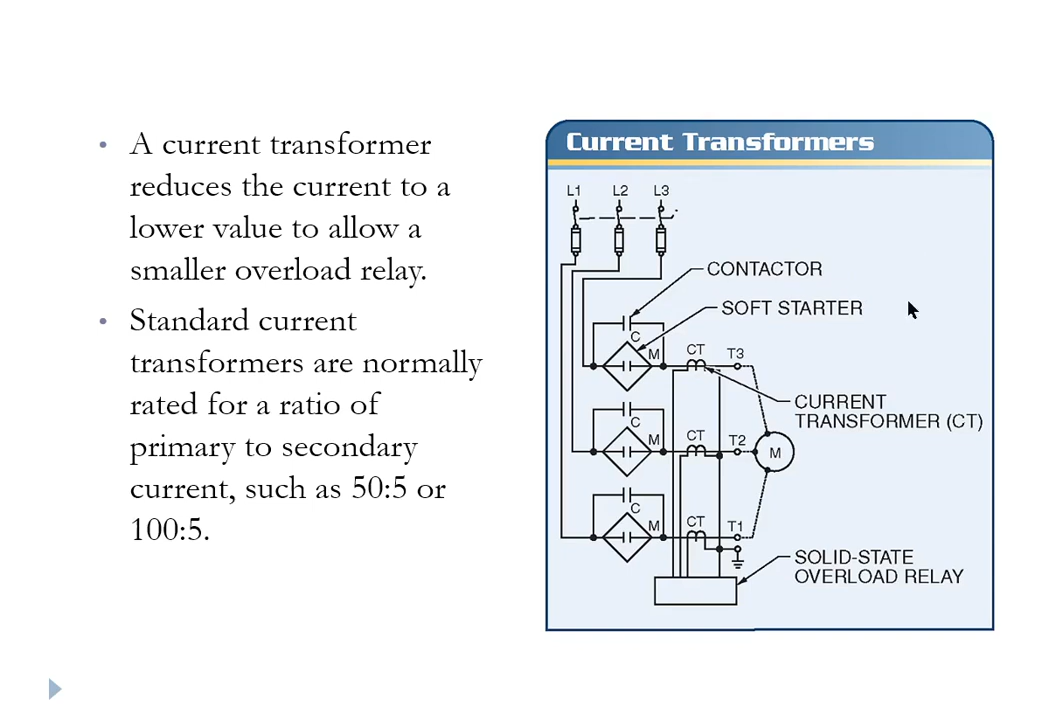 • A current transformer
reduces the current to a
lower value to allow a
smaller overload relay.
• Standard current
transformers are normally
rated for a ratio of
primary to secondary
current, such as 50:5 or
100:5.
Current Transformers
L1 L2 L3
CONTACTOR
SOFT STARTER
C
M CT T3
CURRENT
TRANSFORMER (CT)
C
M CT T2
M
C
M CT T1
SOLID-STATE
OVERLOAD RELAY